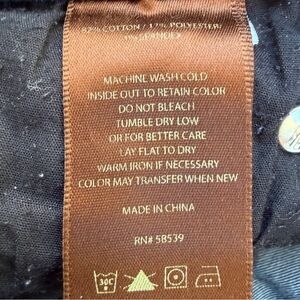 COTTON / 17% POLYESTER/
SPANDEX
MACHINE WASH COLD
INSIDE OUT TO RETAIN COLOR
DO NOT BLEACH
TUMBLE DRY LOW
OR FOR BETTER CARE
LAY FLAT TO DRY
WARM IRON IF NECESSARY
COLOR MAY TRANSFER WHEN NEW
MADE IN CHINA
RN# 58539
30C